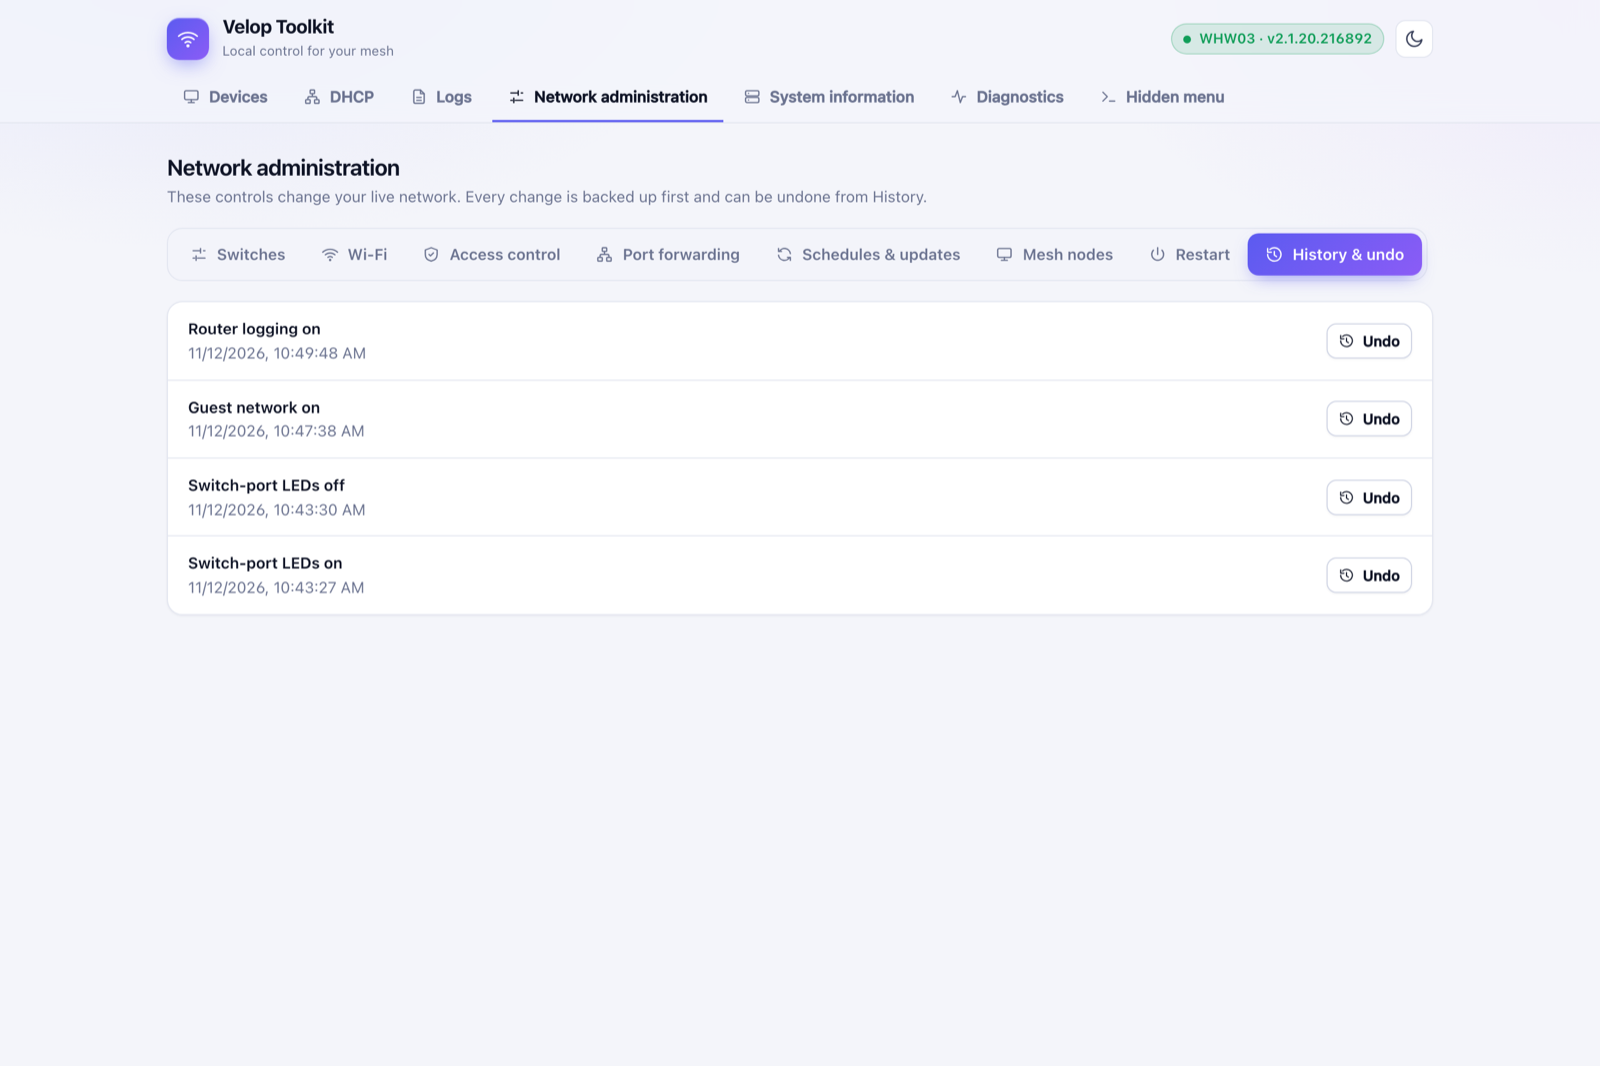 Velop Toolkit
Local control for your mesh
WHW03 · v2.1.20.216892
Devices
DHCP
Logs
Network administration
System information
Diagnostics
Hidden menu
Network administration
These controls change your live network. Every change is backed up first and can be undone from History.
Switches
Wi-Fi
Access control
Port forwarding
Schedules & updates
Mesh nodes
Restart
History & undo
Router logging on
11/12/2026, 10:49:48 AM
Undo
Guest network on
11/12/2026, 10:47:38 AM
Undo
Switch-port LEDs off
11/12/2026, 10:43:30 AM
Undo
Switch-port LEDs on
11/12/2026, 10:43:27 AM
Undo